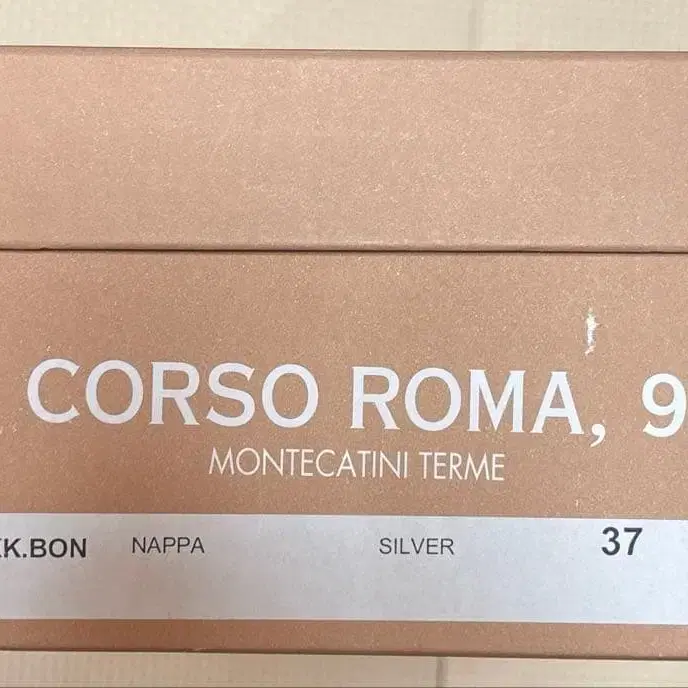 CORSO ROMA, 9
MONTECATINI TERME
K.BON NAPPA SILVER 37